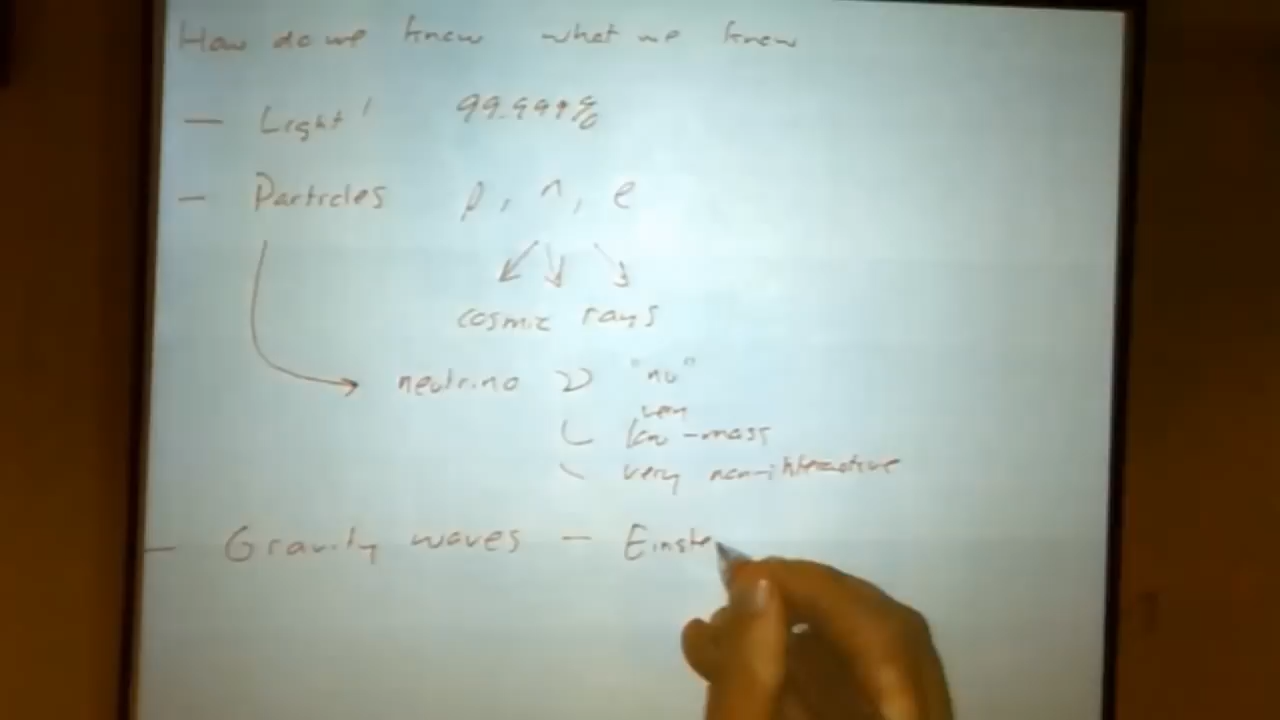 How do we know what we know
— Light! 99.999%
— Particles p, n, e
cosmic rays
neutrino ν "nu"
very
low-mass
very non-interactive
— Gravity waves — Einste